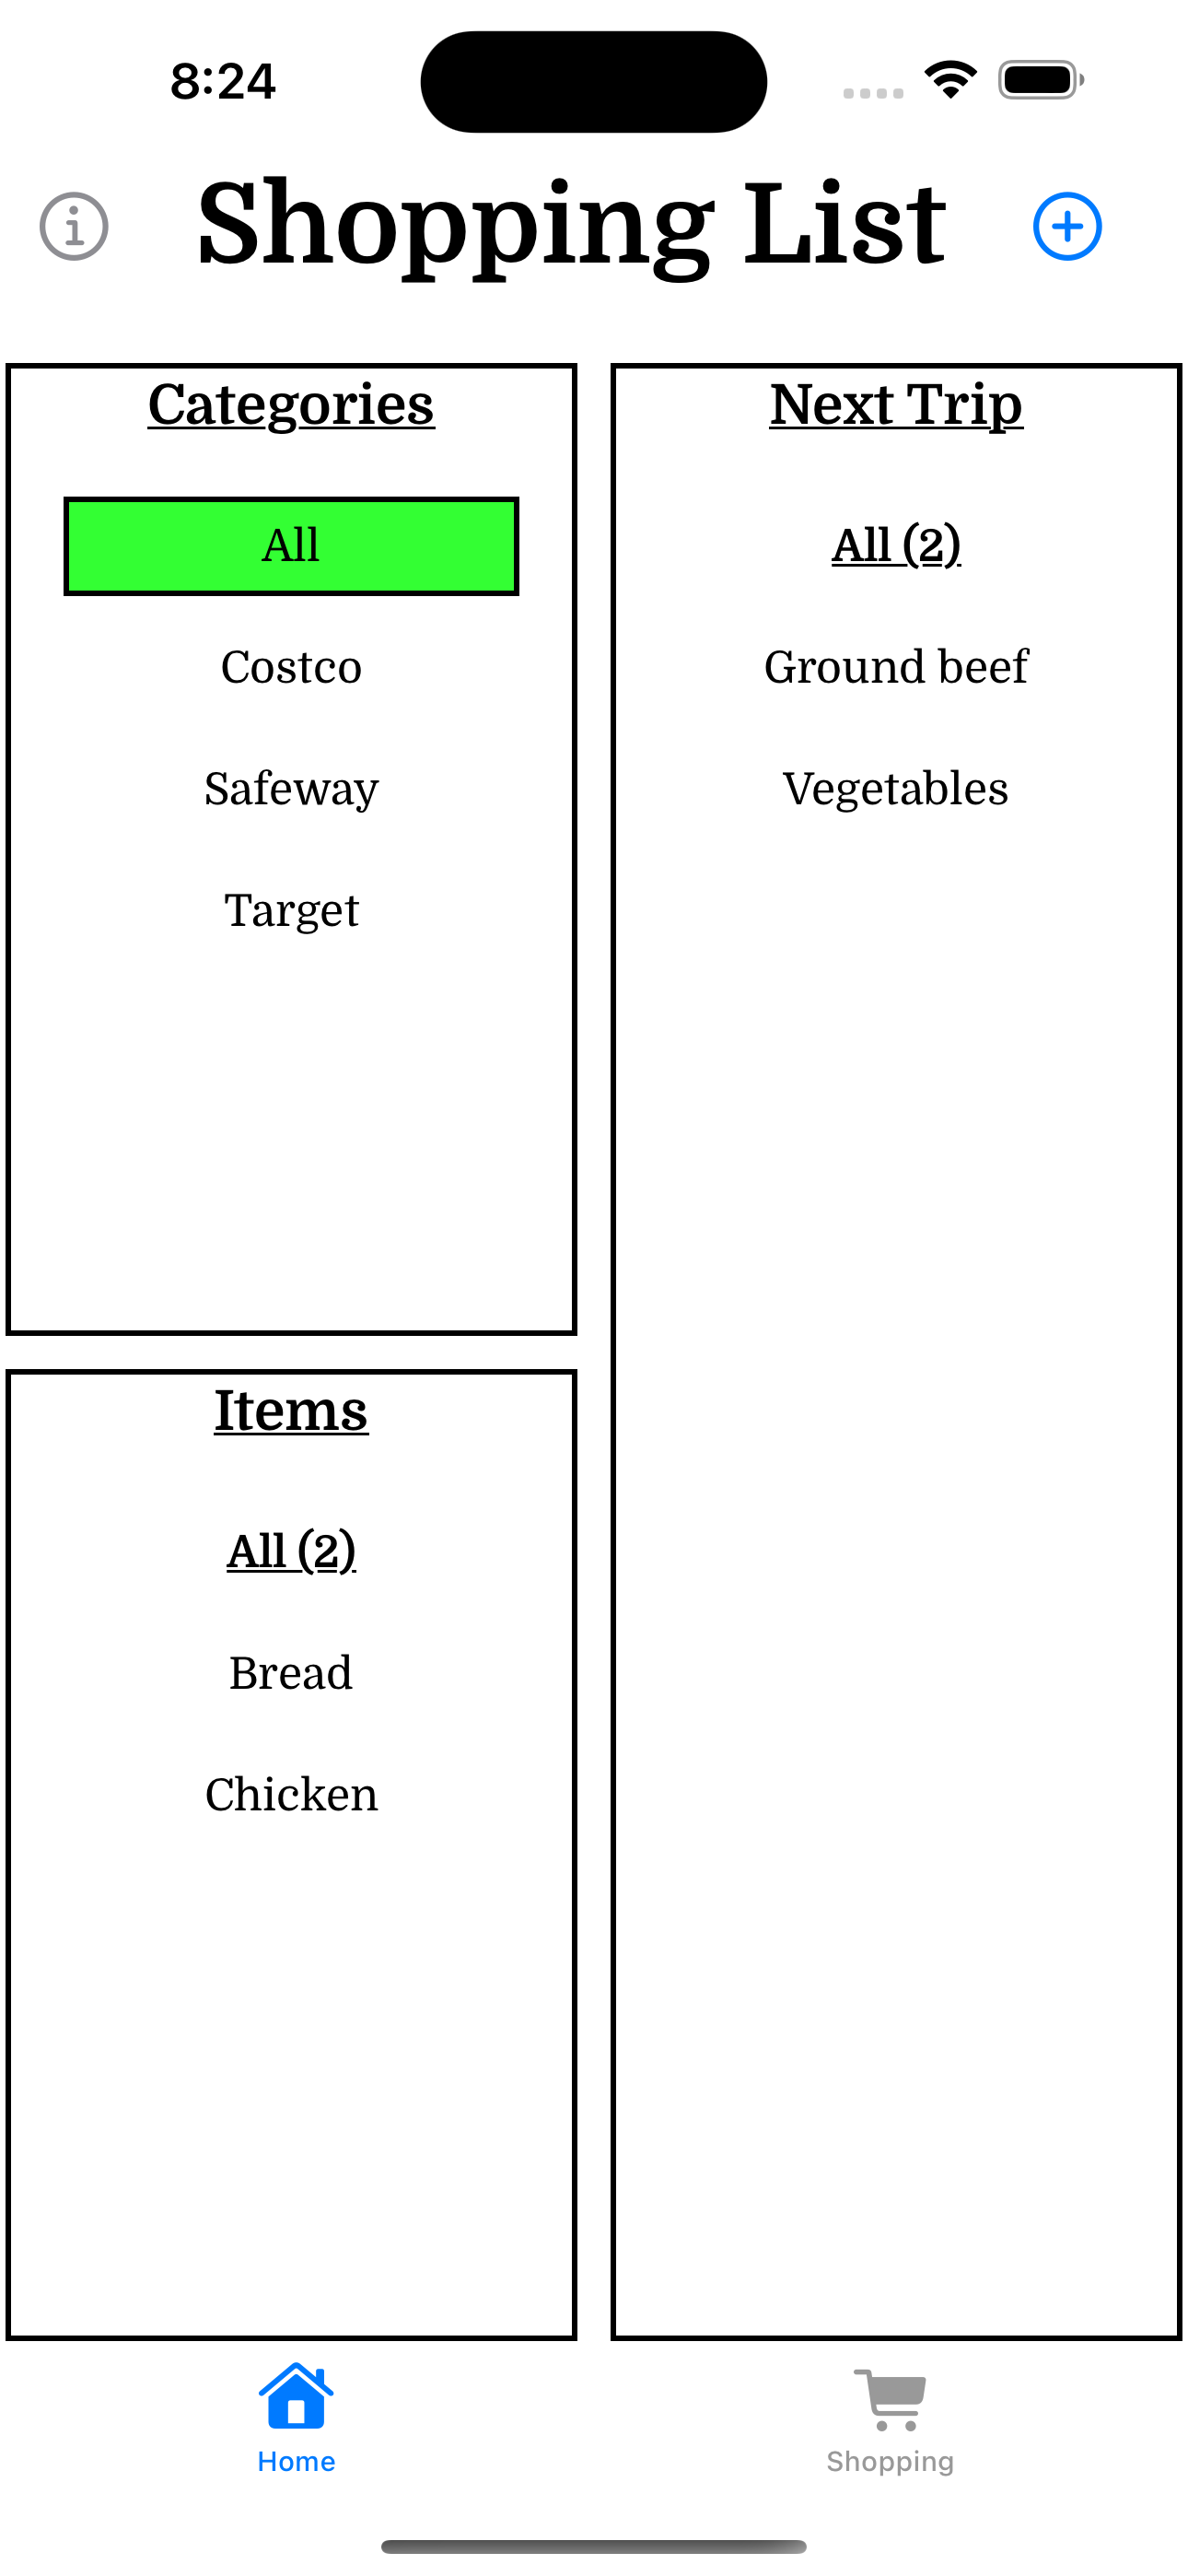 8:24
Shopping List
Categories
All
Costco
Safeway
Target
Items
All (2)
Bread
Chicken
Next Trip
All (2)
Ground beef
Vegetables
Home
Shopping